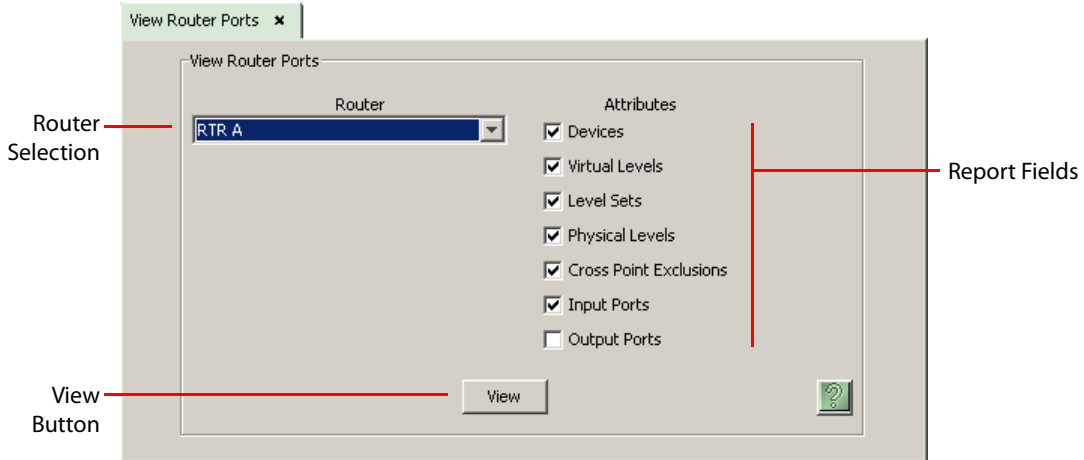 View Router Ports ×
View Router Ports
Router
Attributes
Router
Selection
RTR A
Devices
Virtual Levels
Level Sets
Physical Levels
Cross Point Exclusions
Input Ports
Output Ports
Report Fields
View
Button
View
?